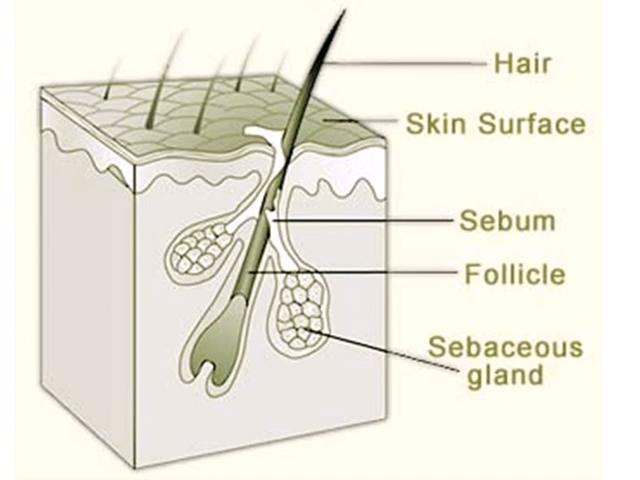 Hair
Skin Surface
Sebum
Follicle
Sebaceous
gland